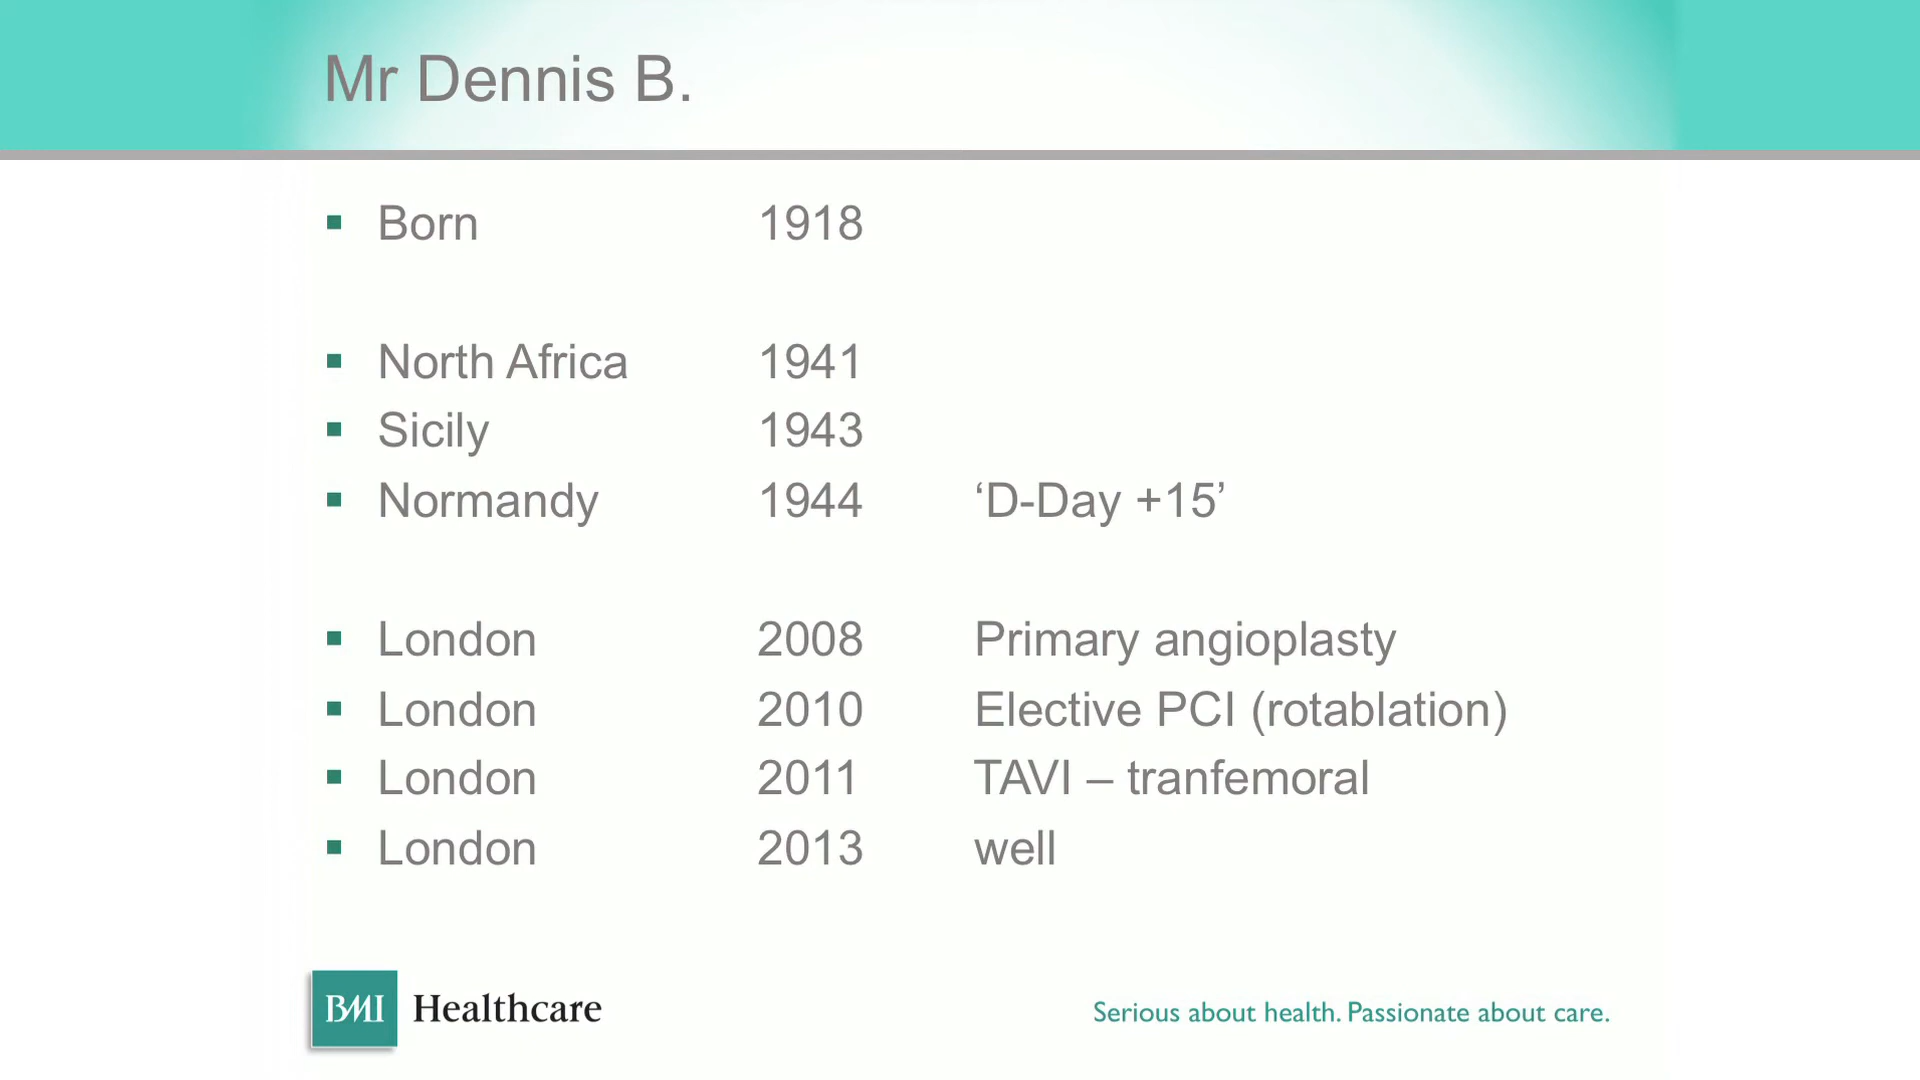 Mr Dennis B.
▪ Born 1918
▪ North Africa 1941
▪ Sicily 1943
▪ Normandy 1944 ‘D-Day +15’
▪ London 2008 Primary angioplasty
▪ London 2010 Elective PCI (rotablation)
▪ London 2011 TAVI – tranfemoral
▪ London 2013 well
BMI Healthcare
Serious about health. Passionate about care.